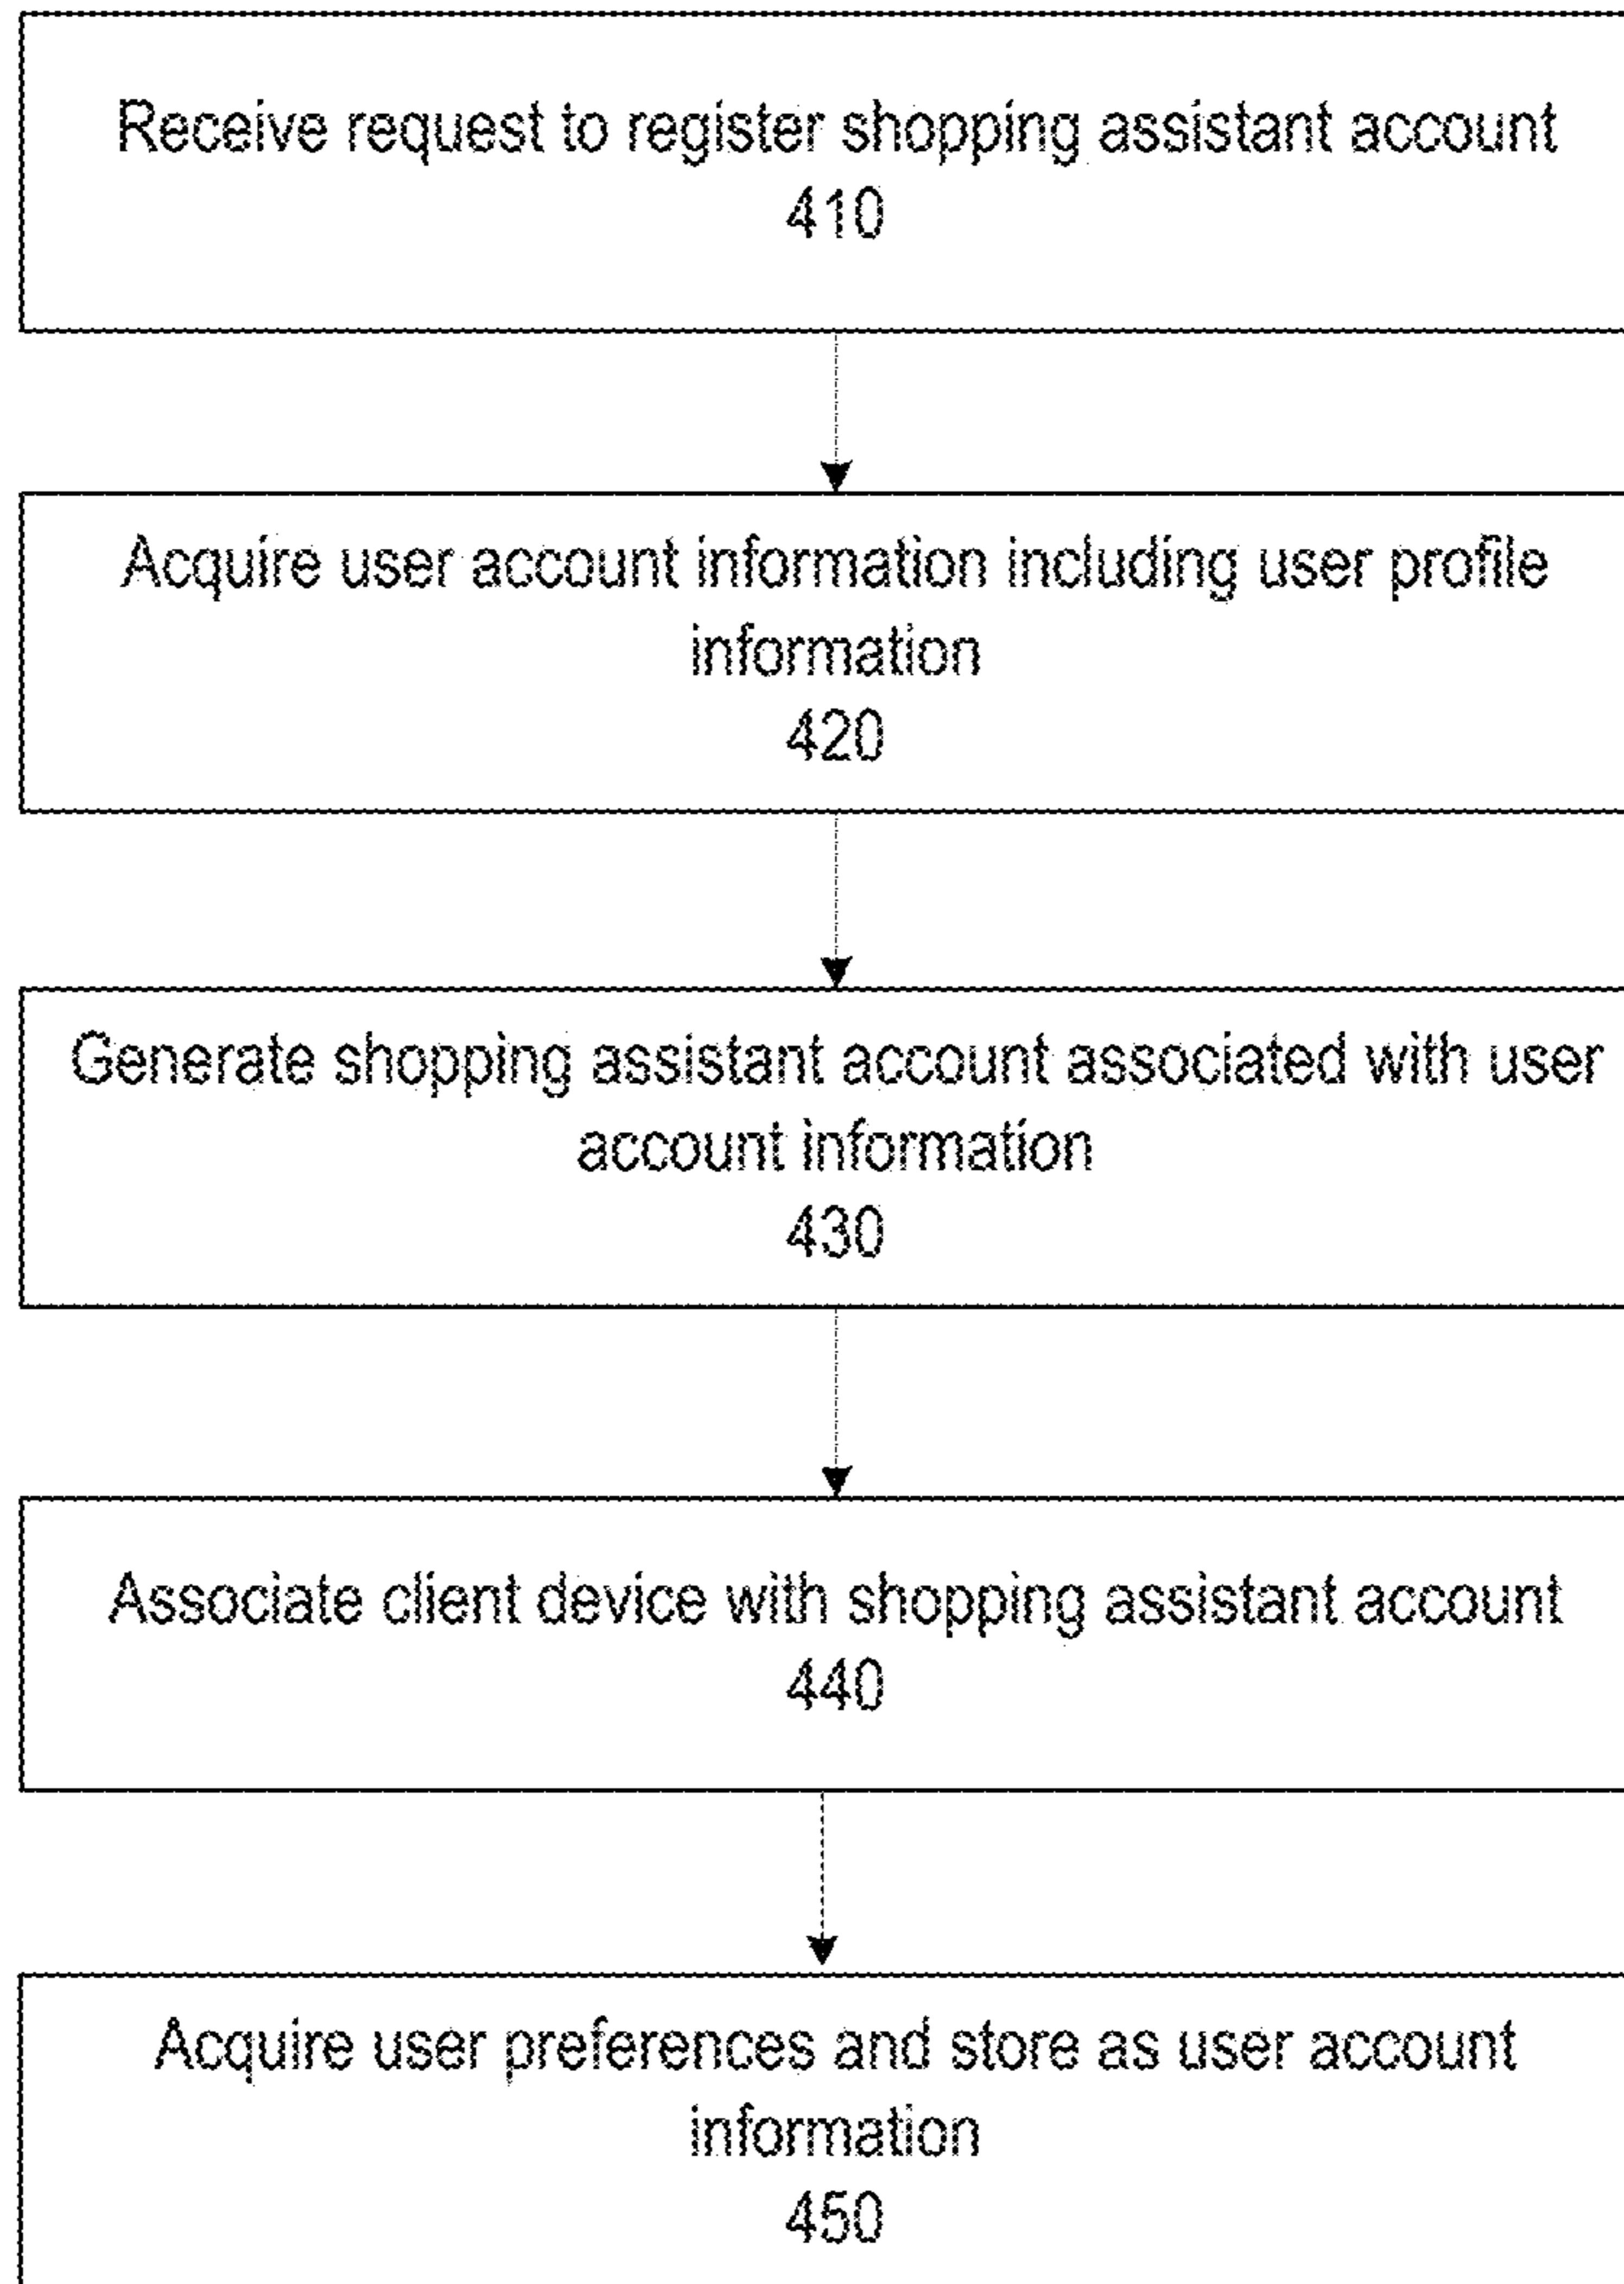 Receive request to register shopping assistant account
410
Acquire user account information including user profile
information
420
Generate shopping assistant account associated with user
account information
430
Associate client device with shopping assistant account
440
Acquire user preferences and store as user account
information
450